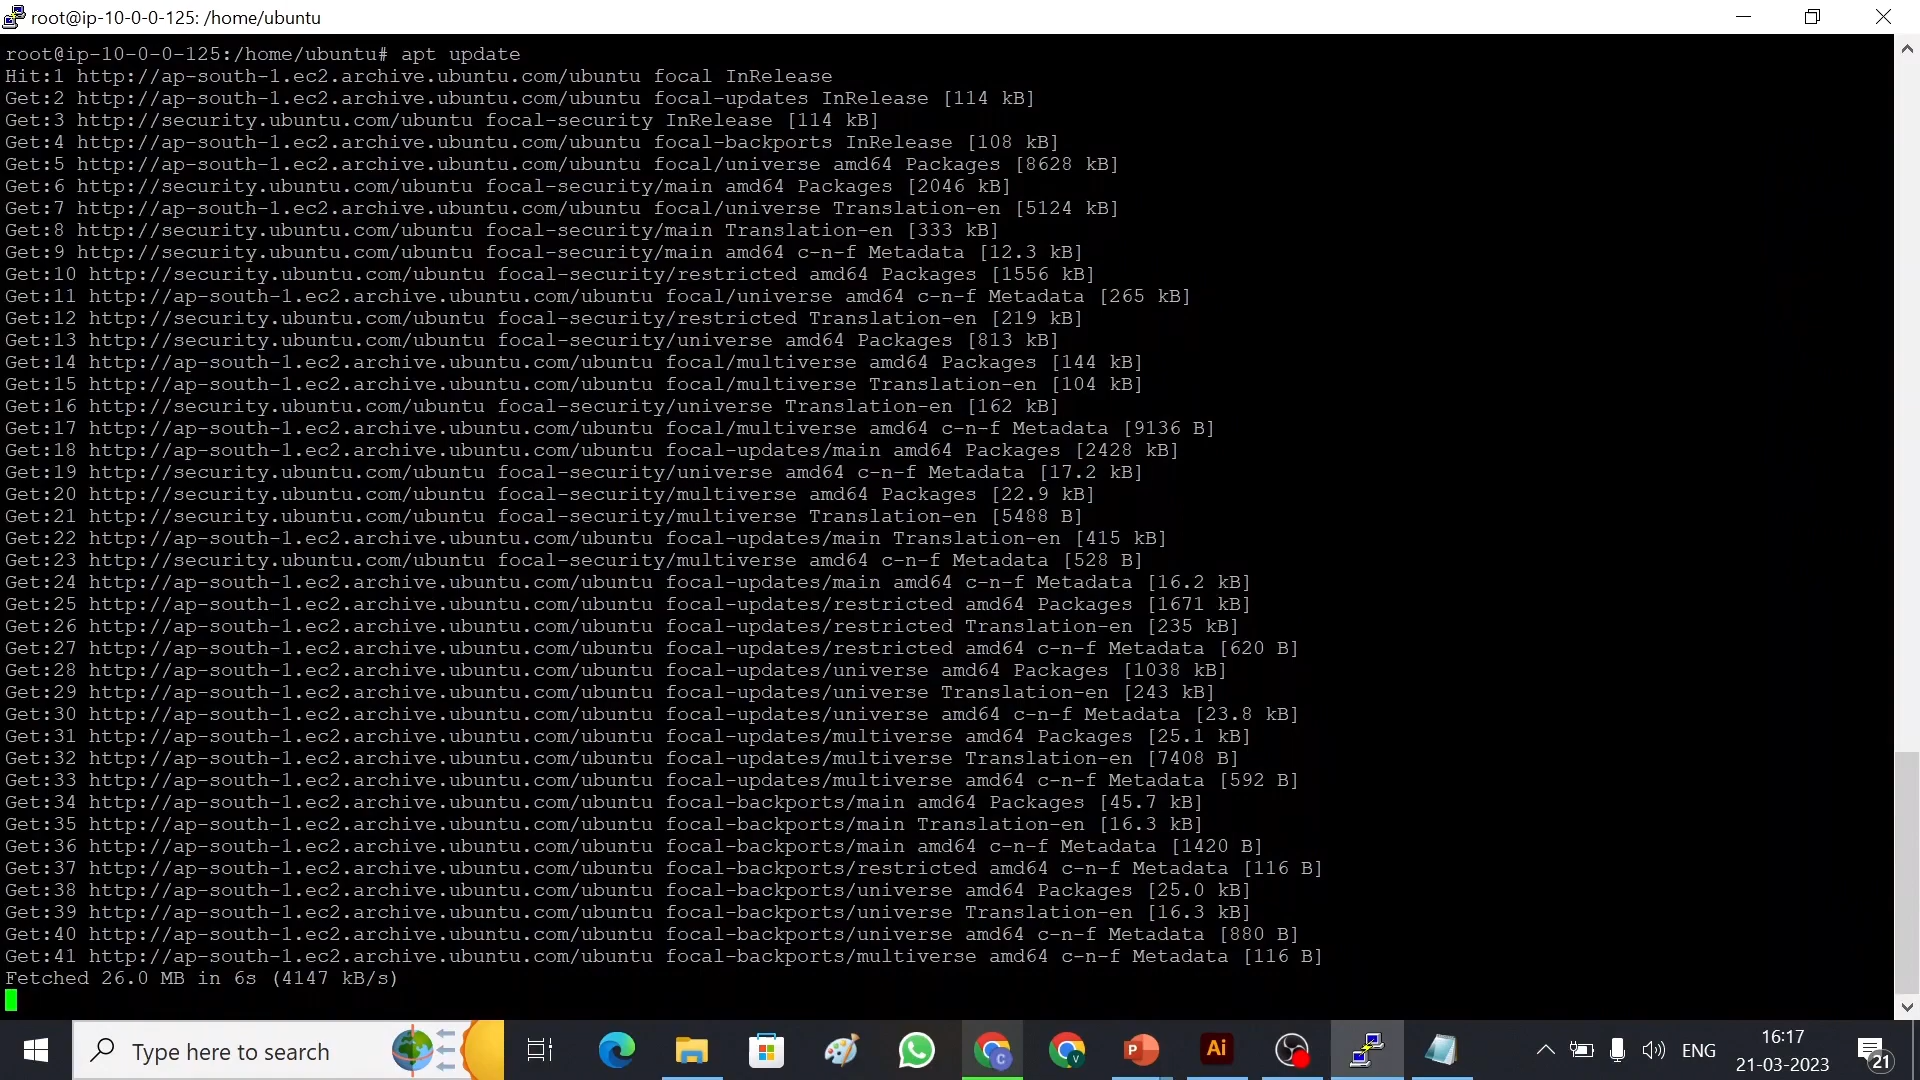 root@ip-10-0-0-125: /home/ubuntu
root@ip-10-0-0-125:/home/ubuntu# apt update
Hit:1 http://ap-south-1.ec2.archive.ubuntu.com/ubuntu focal InRelease
Get:2 http://ap-south-1.ec2.archive.ubuntu.com/ubuntu focal-updates InRelease [114 kB]
Get:3 http://security.ubuntu.com/ubuntu focal-security InRelease [114 kB]
Get:4 http://ap-south-1.ec2.archive.ubuntu.com/ubuntu focal-backports InRelease [108 kB]
Get:5 http://ap-south-1.ec2.archive.ubuntu.com/ubuntu focal/universe amd64 Packages [8628 kB]
Get:6 http://security.ubuntu.com/ubuntu focal-security/main amd64 Packages [2046 kB]
Get:7 http://ap-south-1.ec2.archive.ubuntu.com/ubuntu focal/universe Translation-en [5124 kB]
Get:8 http://security.ubuntu.com/ubuntu focal-security/main Translation-en [333 kB]
Get:9 http://security.ubuntu.com/ubuntu focal-security/main amd64 c-n-f Metadata [12.3 kB]
Get:10 http://security.ubuntu.com/ubuntu focal-security/restricted amd64 Packages [1556 kB]
Get:11 http://ap-south-1.ec2.archive.ubuntu.com/ubuntu focal/universe amd64 c-n-f Metadata [265 kB]
Get:12 http://security.ubuntu.com/ubuntu focal-security/restricted Translation-en [219 kB]
Get:13 http://security.ubuntu.com/ubuntu focal-security/universe amd64 Packages [813 kB]
Get:14 http://ap-south-1.ec2.archive.ubuntu.com/ubuntu focal/multiverse amd64 Packages [144 kB]
Get:15 http://ap-south-1.ec2.archive.ubuntu.com/ubuntu focal/multiverse Translation-en [104 kB]
Get:16 http://security.ubuntu.com/ubuntu focal-security/universe Translation-en [162 kB]
Get:17 http://ap-south-1.ec2.archive.ubuntu.com/ubuntu focal/multiverse amd64 c-n-f Metadata [9136 B]
Get:18 http://ap-south-1.ec2.archive.ubuntu.com/ubuntu focal-updates/main amd64 Packages [2428 kB]
Get:19 http://security.ubuntu.com/ubuntu focal-security/universe amd64 c-n-f Metadata [17.2 kB]
Get:20 http://security.ubuntu.com/ubuntu focal-security/multiverse amd64 Packages [22.9 kB]
Get:21 http://security.ubuntu.com/ubuntu focal-security/multiverse Translation-en [5488 B]
Get:22 http://ap-south-1.ec2.archive.ubuntu.com/ubuntu focal-updates/main Translation-en [415 kB]
Get:23 http://security.ubuntu.com/ubuntu focal-security/multiverse amd64 c-n-f Metadata [528 B]
Get:24 http://ap-south-1.ec2.archive.ubuntu.com/ubuntu focal-updates/main amd64 c-n-f Metadata [16.2 kB]
Get:25 http://ap-south-1.ec2.archive.ubuntu.com/ubuntu focal-updates/restricted amd64 Packages [1671 kB]
Get:26 http://ap-south-1.ec2.archive.ubuntu.com/ubuntu focal-updates/restricted Translation-en [235 kB]
Get:27 http://ap-south-1.ec2.archive.ubuntu.com/ubuntu focal-updates/restricted amd64 c-n-f Metadata [620 B]
Get:28 http://ap-south-1.ec2.archive.ubuntu.com/ubuntu focal-updates/universe amd64 Packages [1038 kB]
Get:29 http://ap-south-1.ec2.archive.ubuntu.com/ubuntu focal-updates/universe Translation-en [243 kB]
Get:30 http://ap-south-1.ec2.archive.ubuntu.com/ubuntu focal-updates/universe amd64 c-n-f Metadata [23.8 kB]
Get:31 http://ap-south-1.ec2.archive.ubuntu.com/ubuntu focal-updates/multiverse amd64 Packages [25.1 kB]
Get:32 http://ap-south-1.ec2.archive.ubuntu.com/ubuntu focal-updates/multiverse Translation-en [7408 B]
Get:33 http://ap-south-1.ec2.archive.ubuntu.com/ubuntu focal-updates/multiverse amd64 c-n-f Metadata [592 B]
Get:34 http://ap-south-1.ec2.archive.ubuntu.com/ubuntu focal-backports/main amd64 Packages [45.7 kB]
Get:35 http://ap-south-1.ec2.archive.ubuntu.com/ubuntu focal-backports/main Translation-en [16.3 kB]
Get:36 http://ap-south-1.ec2.archive.ubuntu.com/ubuntu focal-backports/main amd64 c-n-f Metadata [1420 B]
Get:37 http://ap-south-1.ec2.archive.ubuntu.com/ubuntu focal-backports/restricted amd64 c-n-f Metadata [116 B]
Get:38 http://ap-south-1.ec2.archive.ubuntu.com/ubuntu focal-backports/universe amd64 Packages [25.0 kB]
Get:39 http://ap-south-1.ec2.archive.ubuntu.com/ubuntu focal-backports/universe Translation-en [16.3 kB]
Get:40 http://ap-south-1.ec2.archive.ubuntu.com/ubuntu focal-backports/universe amd64 c-n-f Metadata [880 B]
Get:41 http://ap-south-1.ec2.archive.ubuntu.com/ubuntu focal-backports/multiverse amd64 c-n-f Metadata [116 B]
Fetched 26.0 MB in 6s (4147 kB/s)
Type here to search
C
V
P
Ai
ENG
16:17
21-03-2023
21